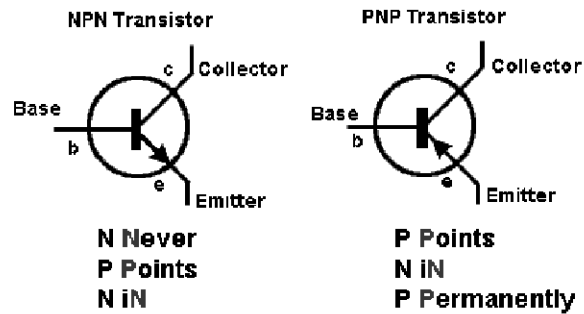 NPN Transistor
c
Collector
Base
b
e
Emitter
N Never
P Points
N iN
PNP Transistor
c
Collector
Base
b
e
Emitter
P Points
N iN
P Permanently